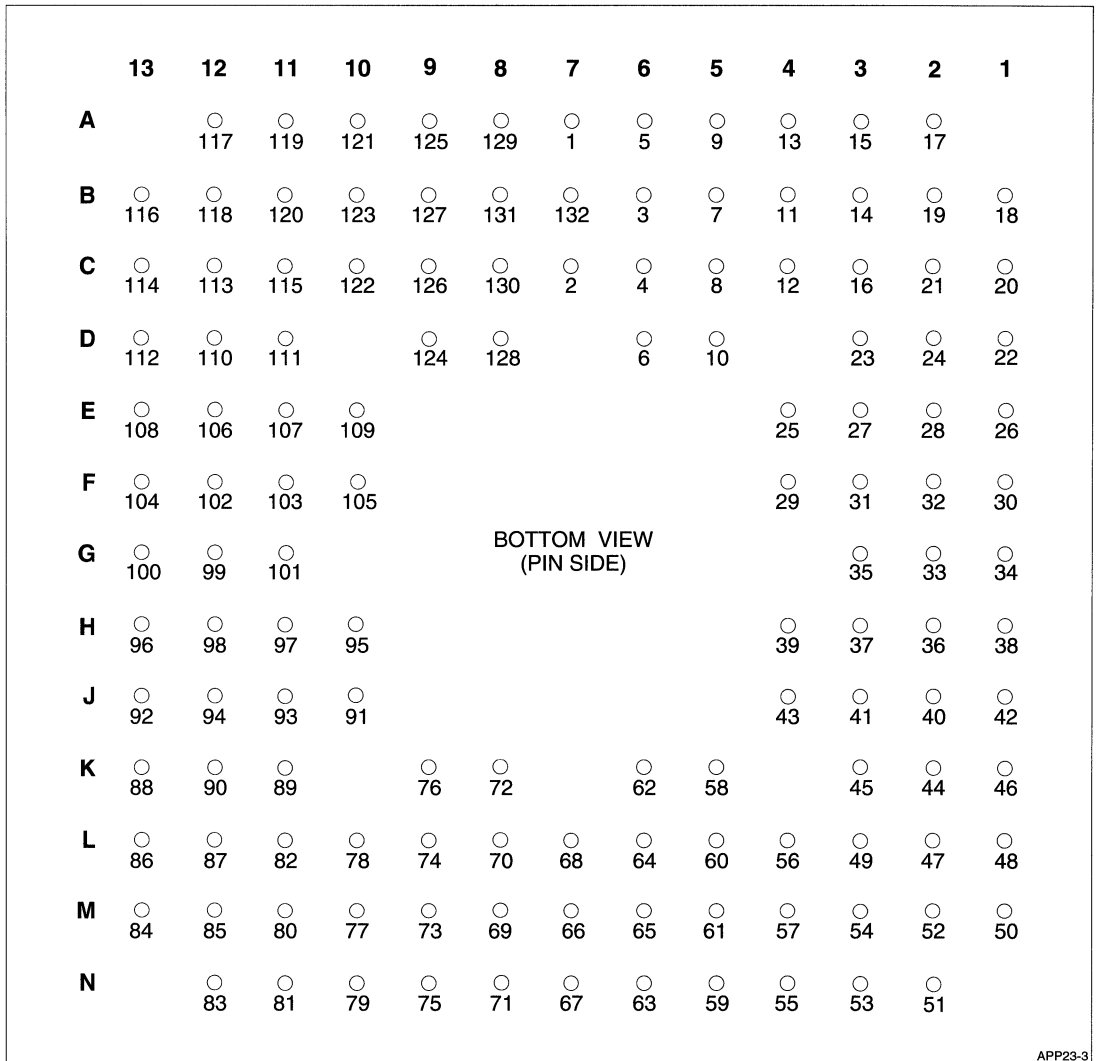 13 12 11 10 9 8 7 6 5 4 3 2 1
A
117 119 121 125 129 1 5 9 13 15 17
B
116 118 120 123 127 131 132 3 7 11 14 19 18
C
114 113 115 122 126 130 2 4 8 12 16 21 20
D
112 110 111 124 128 6 10 23 24 22
E
108 106 107 109 25 27 28 26
F
104 102 103 105 29 31 32 30
BOTTOM VIEW
(PIN SIDE)
G
100 99 101 35 33 34
H
96 98 97 95 39 37 36 38
J
92 94 93 91 43 41 40 42
K
88 90 89 76 72 62 58 45 44 46
L
86 87 82 78 74 70 68 64 60 56 49 47 48
M
84 85 80 77 73 69 66 65 61 57 54 52 50
N
83 81 79 75 71 67 63 59 55 53 51
APP23-3